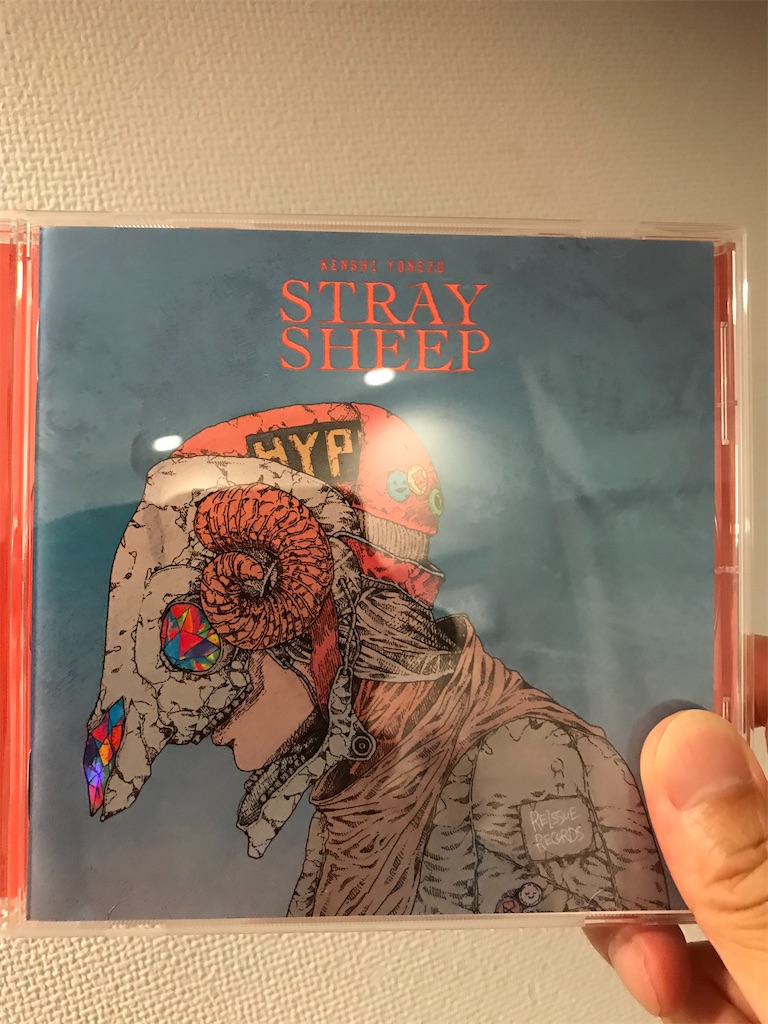 KENSHI YONEZU
STRAY
SHEEP
HYP
REISSUE
RECORDS